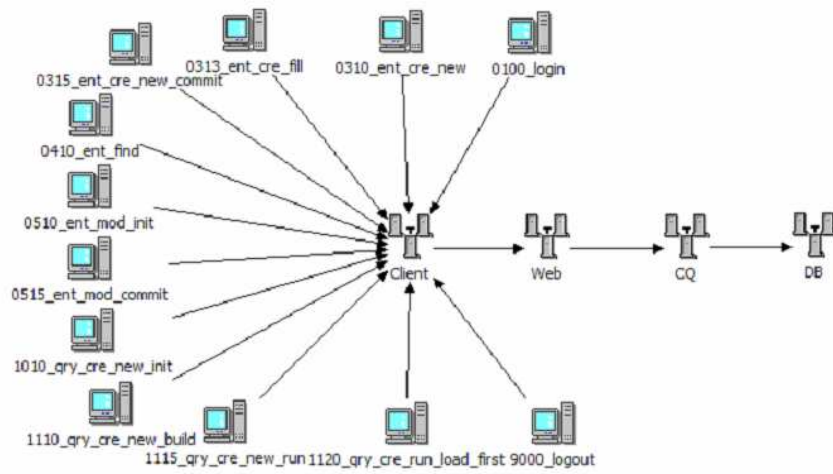 0315_ent_cre_new_commit
0313_ent_cre_fill
0310_ent_cre_new
0100_login
0410_ent_find
0510_ent_mod_init
0515_ent_mod_commit
Client
Web
CQ
DB
1010_qry_cre_new_init
1110_qry_cre_new_build
1115_qry_cre_new_run
1120_qry_cre_run_load_first
9000_logout